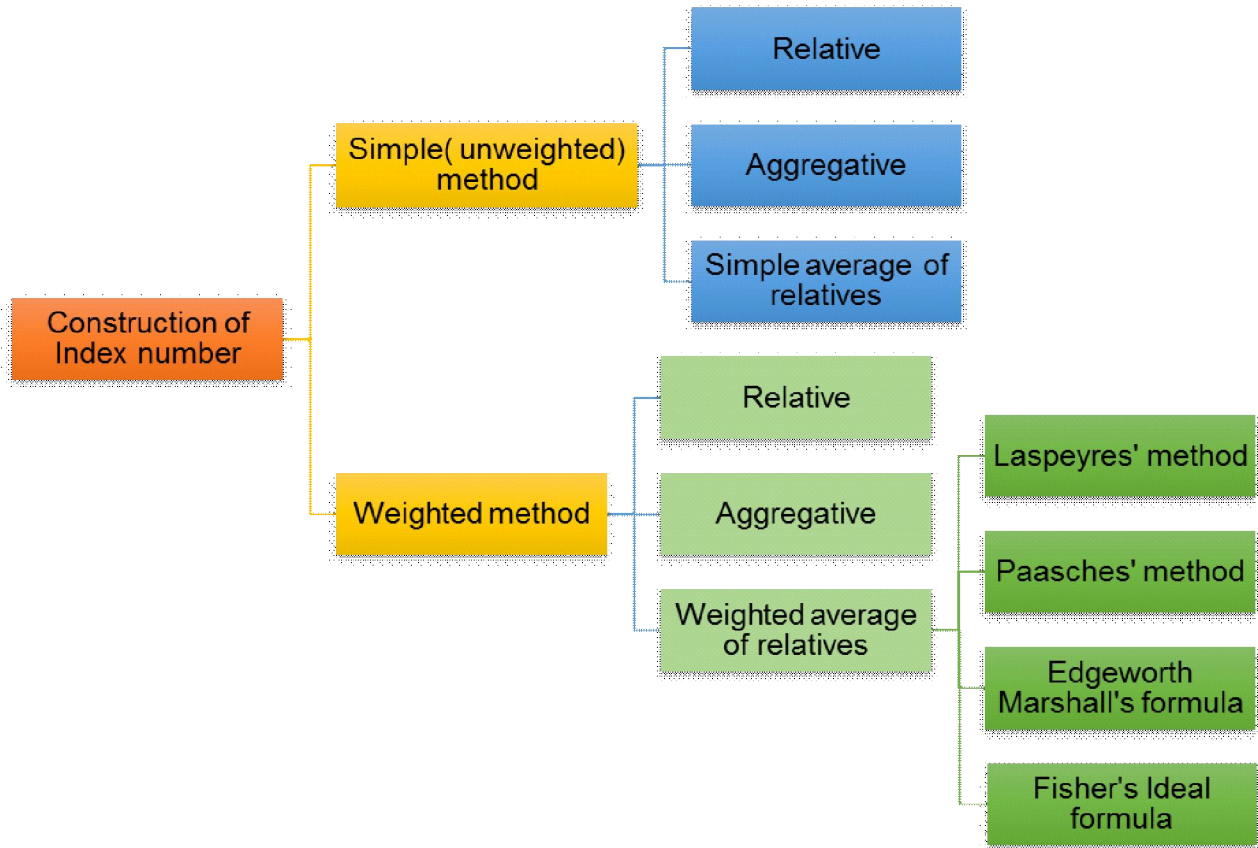 Construction of
Index number
Simple( unweighted)
method
Relative
Aggregative
Simple average of
relatives
Weighted method
Relative
Aggregative
Weighted average
of relatives
Laspeyres' method
Paasches' method
Edgeworth
Marshall's formula
Fisher's Ideal
formula